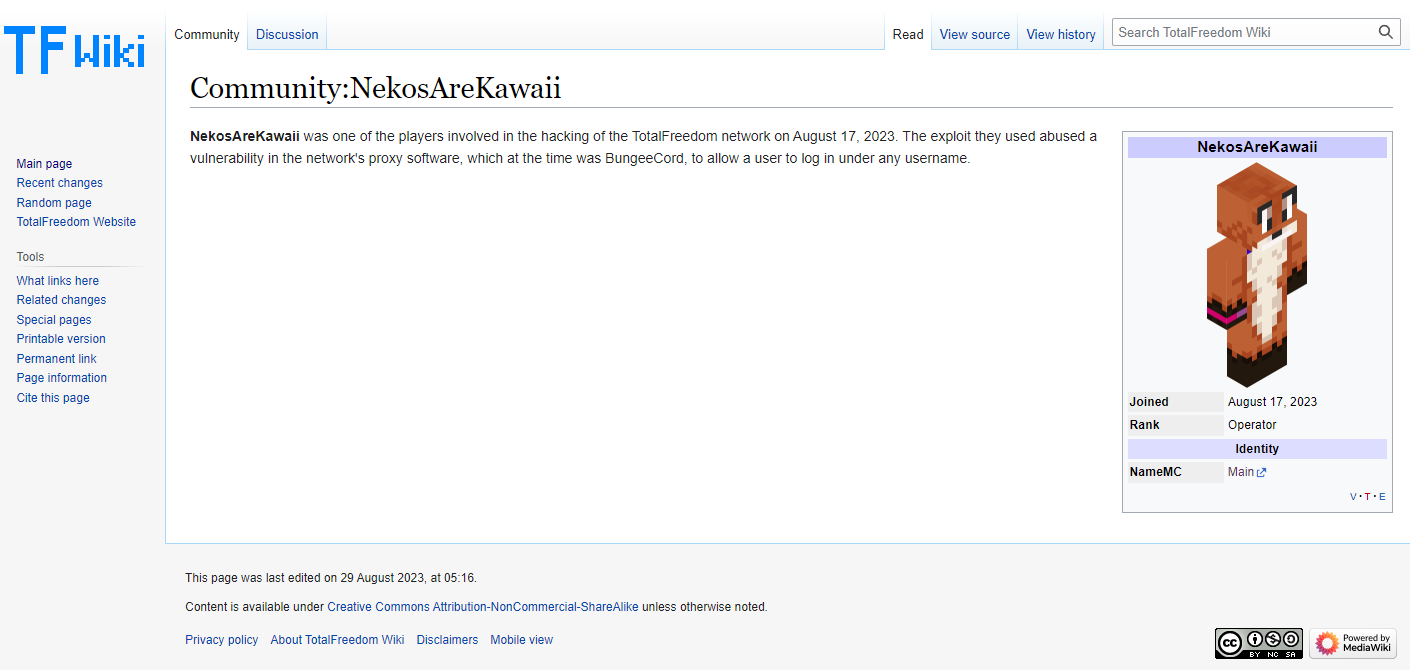 TF Wiki
Community
Discussion
Read
View source
View history
Search TotalFreedom Wiki
Main page
Recent changes
Random page
TotalFreedom Website
Tools
What links here
Related changes
Special pages
Printable version
Permanent link
Page information
Cite this page
Community:NekosAreKawaii
NekosAreKawaii was one of the players involved in the hacking of the TotalFreedom network on August 17, 2023. The exploit they used abused a
vulnerability in the network's proxy software, which at the time was BungeeCord, to allow a user to log in under any username.
NekosAreKawaii
Joined August 17, 2023
Rank Operator
Identity
NameMC Main
V · T · E
This page was last edited on 29 August 2023, at 05:16.
Content is available under Creative Commons Attribution-NonCommercial-ShareAlike unless otherwise noted.
Privacy policy About TotalFreedom Wiki Disclaimers Mobile view
cc BY NC SA
Powered by
MediaWiki